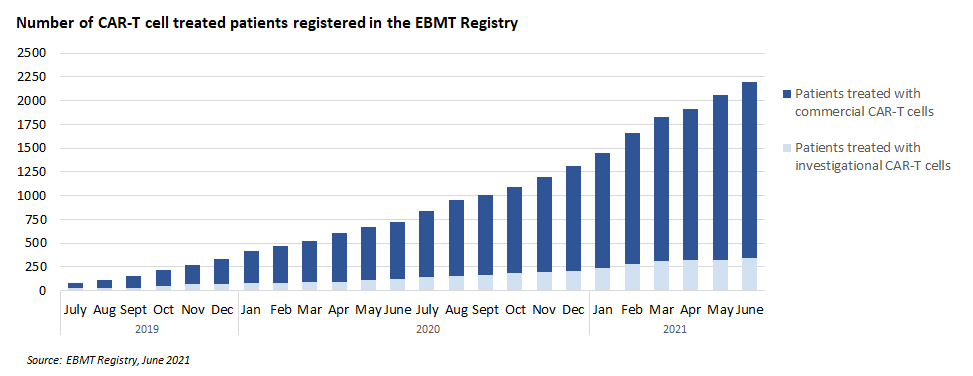 Number of CAR-T cell treated patients registered in the EBMT Registry
2500
2250
2000
1750
1500
1250
1000
750
500
250
0
July Aug Sept Oct Nov Dec Jan Feb Mar Apr May June July Aug Sept Oct Nov Dec Jan Feb Mar Apr May June
2019 2020 2021
Patients treated with
commercial CAR-T cells
Patients treated with
investigational CAR-T cells
Source: EBMT Registry, June 2021